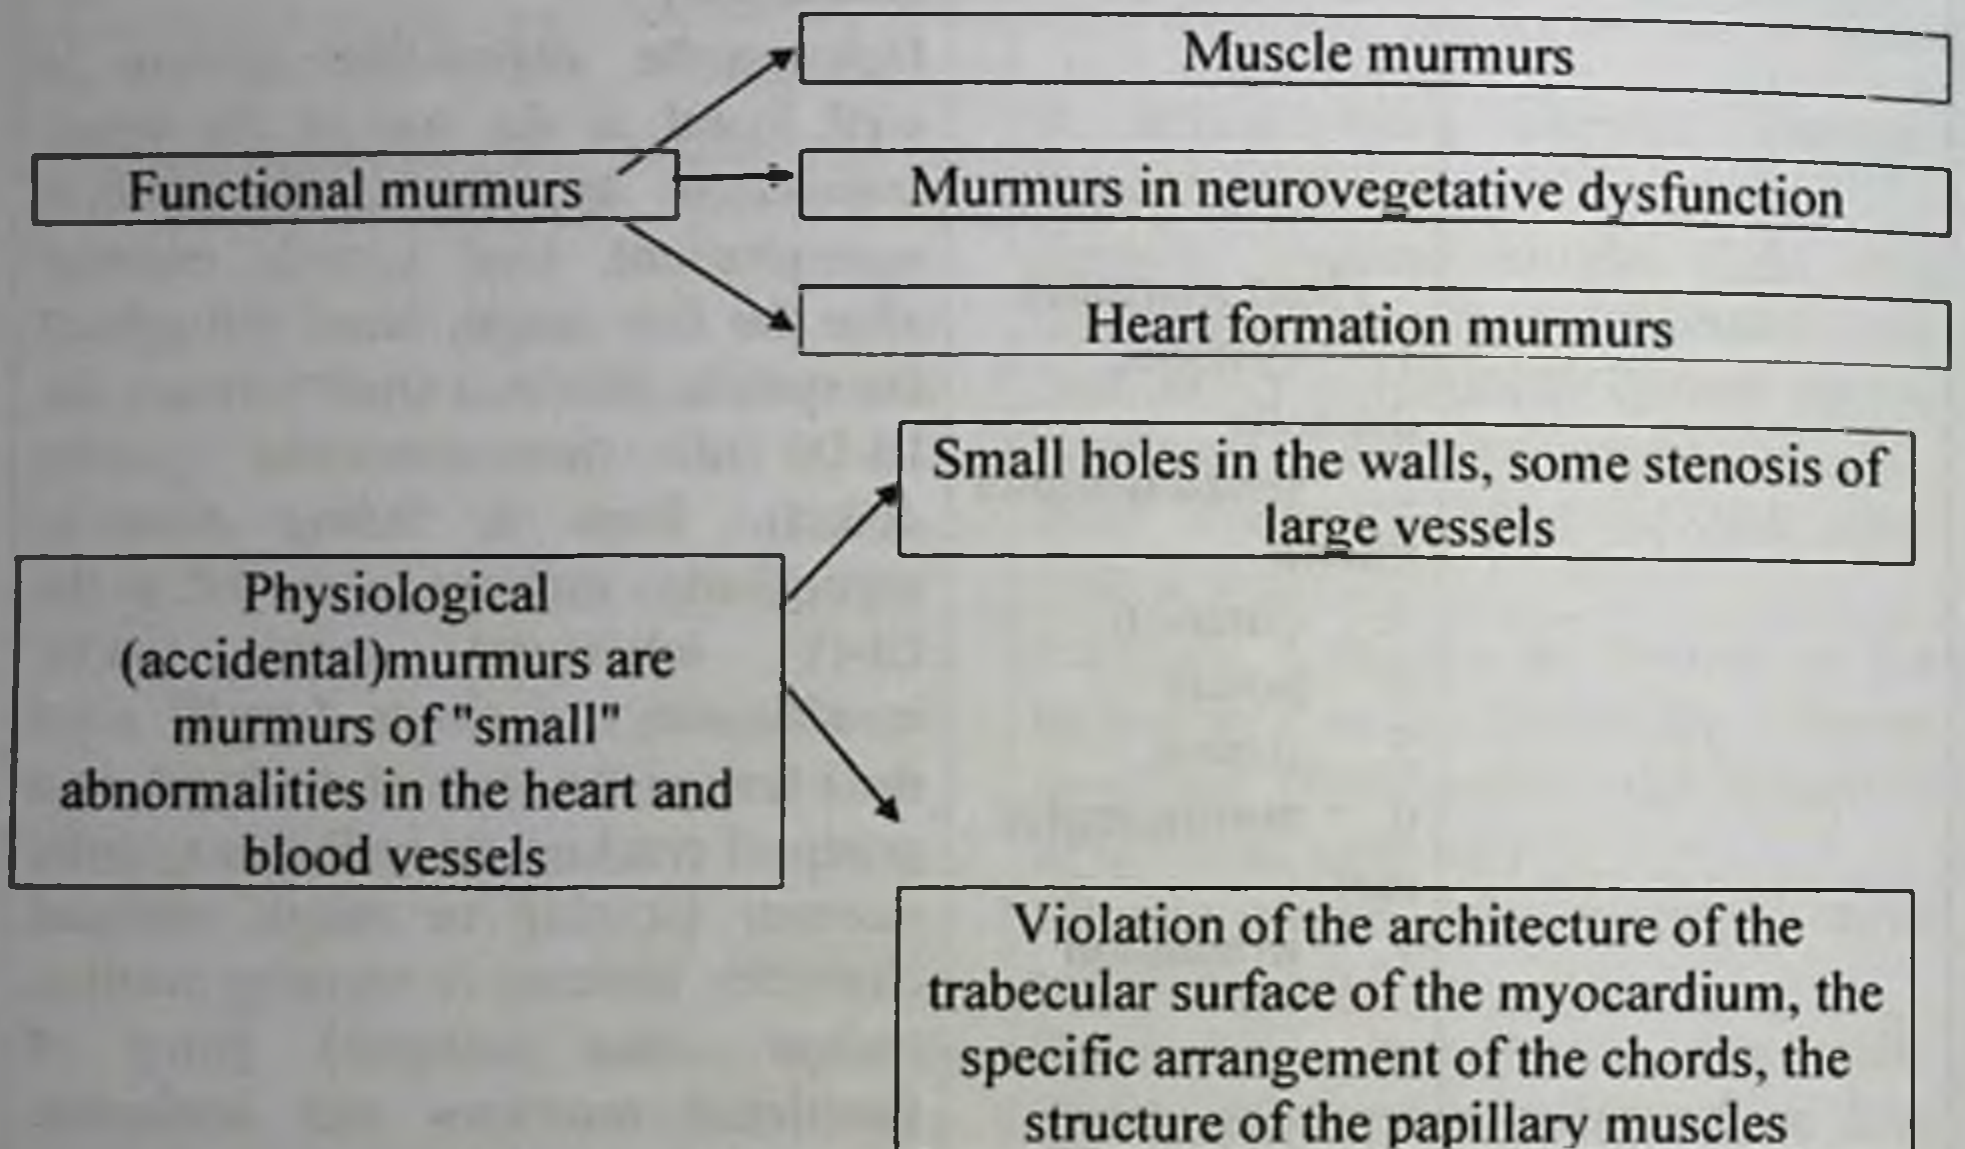 Muscle murmurs
Functional murmurs
Murmurs in neurovegetative dysfunction
Heart formation murmurs
Small holes in the walls, some stenosis of
large vessels
Physiological
(accidental)murmurs are
murmurs of "small"
abnormalities in the heart and
blood vessels
Violation of the architecture of the
trabecular surface of the myocardium, the
specific arrangement of the chords, the
structure of the papillary muscles